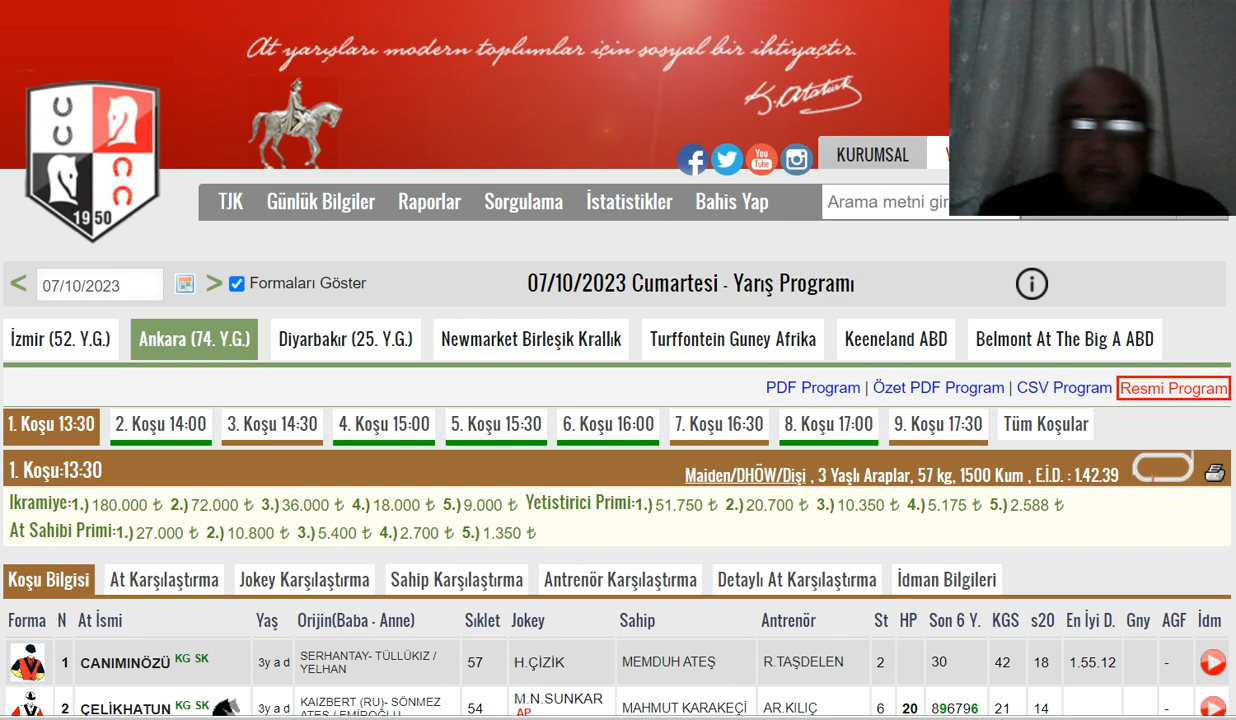 At yarışları modern toplumlar için sosyal bir ihtiyaçtır.
K. Atatürk
1950
You Tube
KURUMSAL
TJK Günlük Bilgiler Raporlar Sorgulama İstatistikler Bahis Yap Arama metni gir
< 07/10/2023 > Formaları Göster 07/10/2023 Cumartesi - Yarış Programı
İzmir (52. Y.G.) Ankara (74. Y.G.) Diyarbakır (25. Y.G.) Newmarket Birleşik Krallık Turffontein Guney Afrika Keeneland ABD Belmont At The Big A ABD
PDF Program | Özet PDF Program | CSV Program Resmi Program
1. Koşu 13:30 2. Koşu 14:00 3. Koşu 14:30 4. Koşu 15:00 5. Koşu 15:30 6. Koşu 16:00 7. Koşu 16:30 8. Koşu 17:00 9. Koşu 17:30 Tüm Koşular
1. Koşu:13:30 Maiden/DHÖW/Dişi , 3 Yaşlı Araplar, 57 kg, 1500 Kum , E.İ.D. : 1.42.39
Ikramiye:1.) 180.000 ₺ 2.) 72.000 ₺ 3.) 36.000 ₺ 4.) 18.000 ₺ 5.) 9.000 ₺ Yetistirici Primi:1.) 51.750 ₺ 2.) 20.700 ₺ 3.) 10.350 ₺ 4.) 5.175 ₺ 5.) 2.588 ₺
At Sahibi Primi:1.) 27.000 ₺ 2.) 10.800 ₺ 3.) 5.400 ₺ 4.) 2.700 ₺ 5.) 1.350 ₺
Koşu Bilgisi At Karşılaştırma Jokey Karşılaştırma Sahip Karşılaştırma Antrenör Karşılaştırma Detaylı At Karşılaştırma İdman Bilgileri
Forma N At İsmi Yaş Orijin(Baba - Anne) Sıklet Jokey Sahip Antrenör St HP Son 6 Y. KGS s20 En İyi D. Gny AGF İdm
1 CANIMINÖZÜ KG SK 3y a d SERHANTAY- TÜLLÜKIZ / YELHAN 57 H.ÇİZİK MEMDUH ATEŞ R.TAŞDELEN 2 30 42 18 1.55.12 -
2 ÇELİKHATUN KG SK 3y a d KAIZBERT (RU)- SÖNMEZ ATEŞ / EMİROĞLU 54 M.N.SUNKAR AP MAHMUT KARAKEÇİ AR.KILIÇ 6 20 896796 21 14 -